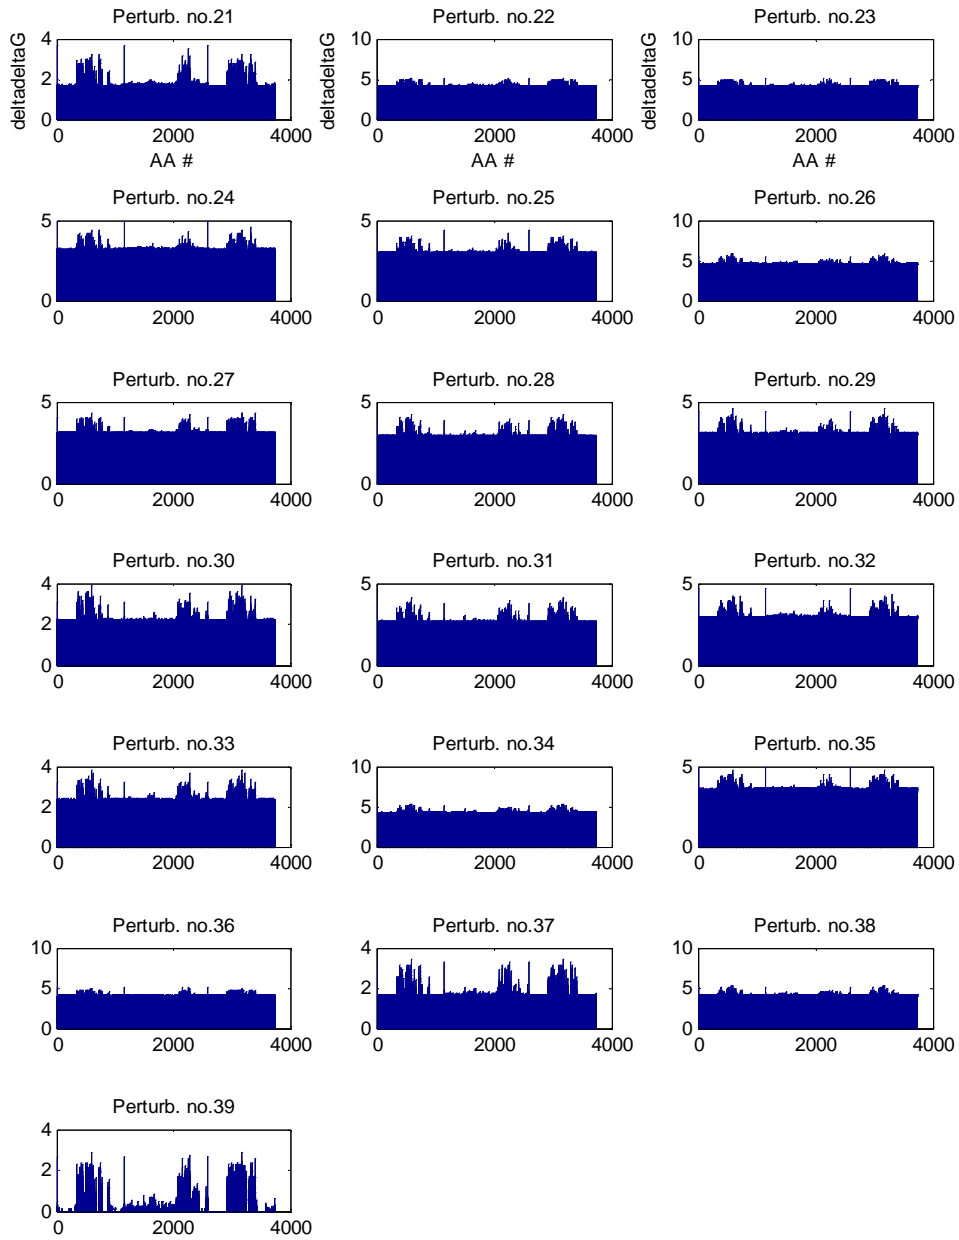 Perturb. no.21 Perturb. no.22 Perturb. no.23
deltadeltaG 4 2 0 deltadeltaG 10 5 0 deltadeltaG 10 5 0
0 2000 4000 0 2000 4000 0 2000 4000
AA # AA # AA #
Perturb. no.24 Perturb. no.25 Perturb. no.26
5 0 5 0 10 5 0
0 2000 4000 0 2000 4000 0 2000 4000
Perturb. no.27 Perturb. no.28 Perturb. no.29
5 0 5 0 5 0
0 2000 4000 0 2000 4000 0 2000 4000
Perturb. no.30 Perturb. no.31 Perturb. no.32
4 2 0 5 0 5 0
0 2000 4000 0 2000 4000 0 2000 4000
Perturb. no.33 Perturb. no.34 Perturb. no.35
4 2 0 10 5 0 5 0
0 2000 4000 0 2000 4000 0 2000 4000
Perturb. no.36 Perturb. no.37 Perturb. no.38
10 5 0 4 2 0 10 5 0
0 2000 4000 0 2000 4000 0 2000 4000
Perturb. no.39
4 2 0
0 2000 4000